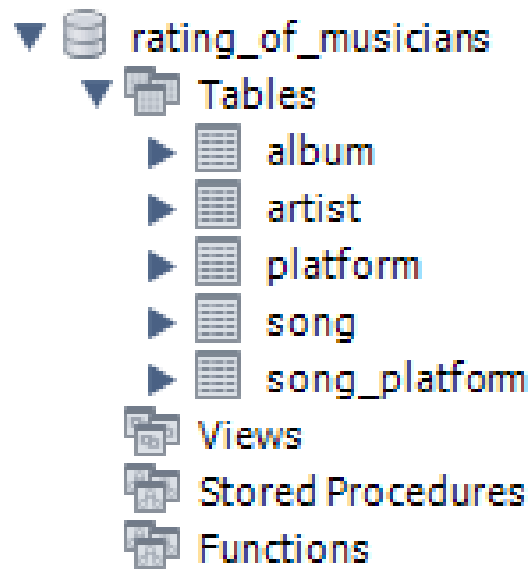 rating_of_musicians
Tables
album
artist
platform
song
song_platform
Views
Stored Procedures
Functions